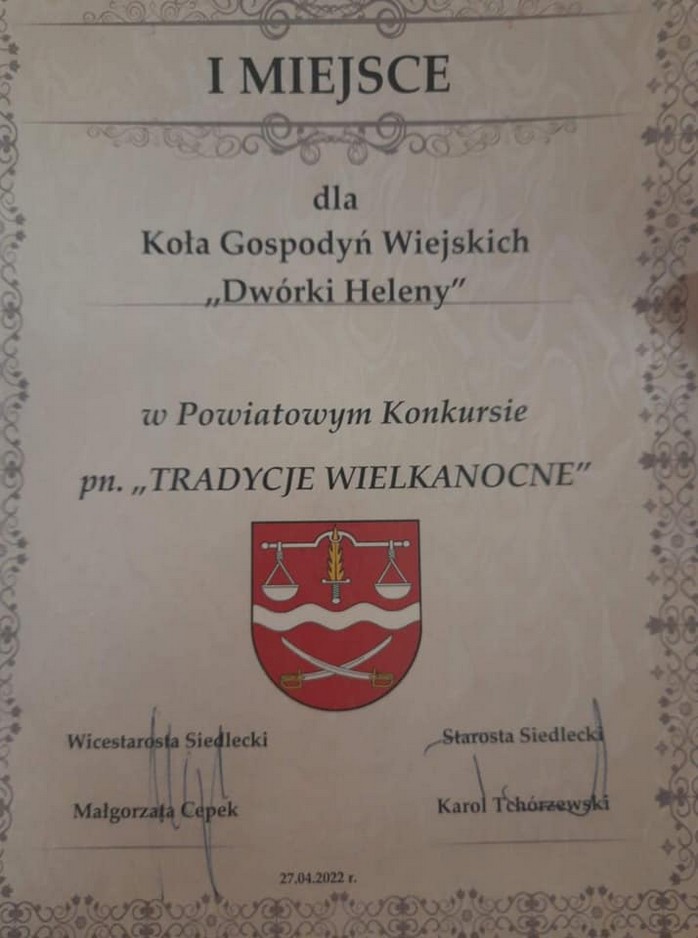 I MIEJSCE
dla
Koła Gospodyń Wiejskich
„Dwórki Heleny”
w Powiatowym Konkursie
pn. „TRADYCJE WIELKANOCNE”
Wicestarosta Siedlecki
Starosta Siedlecki
Małgorzata Cepek
Karol Tchórzewski
27.04.2022 r.